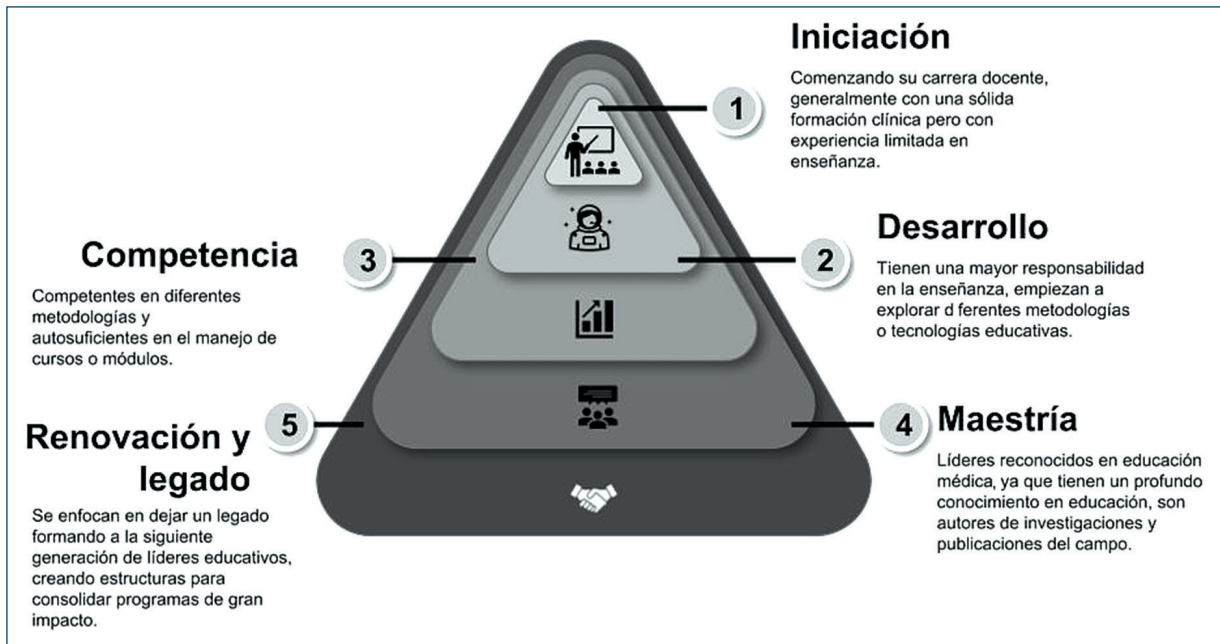 Iniciación
1
Comenzando su carrera docente,
generalmente con una sólida
formación clínica pero con
experiencia limitada en
enseñanza.
Desarrollo
2
Tienen una mayor responsabilidad
en la enseñanza, empiezan a
explorar d ferentes metodologías
o tecnologías educativas.
Competencia
3
Competentes en diferentes
metodologías y
autosuficientes en el manejo de
cursos o módulos.
4
Maestría
Líderes reconocidos en educación
médica, ya que tienen un profundo
conocimiento en educación, son
autores de investigaciones y
publicaciones del campo.
5
Renovación y
legado
Se enfocan en dejar un legado
formando a la siguiente
generación de líderes educativos,
creando estructuras para
consolidar programas de gran
impacto.